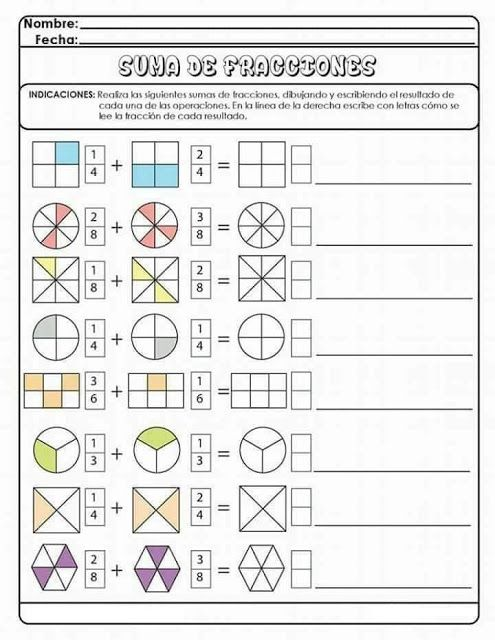 Nombre:
Fecha:
SUMA DE FRACCIONES
INDICACIONES: Realiza las siguientes sumas de fracciones, dibujando y escribiendo el resultado de
cada una de las operaciones. En la línea de la derecha escribe con letras cómo se
lee la fracción de cada resultado.
1/4 + 2/4 =
2/8 + 3/8 =
1/8 + 2/8 =
1/4 + 1/4 =
3/6 + 1/6 =
1/3 + 1/3 =
1/4 + 2/4 =
2/8 + 3/8 =